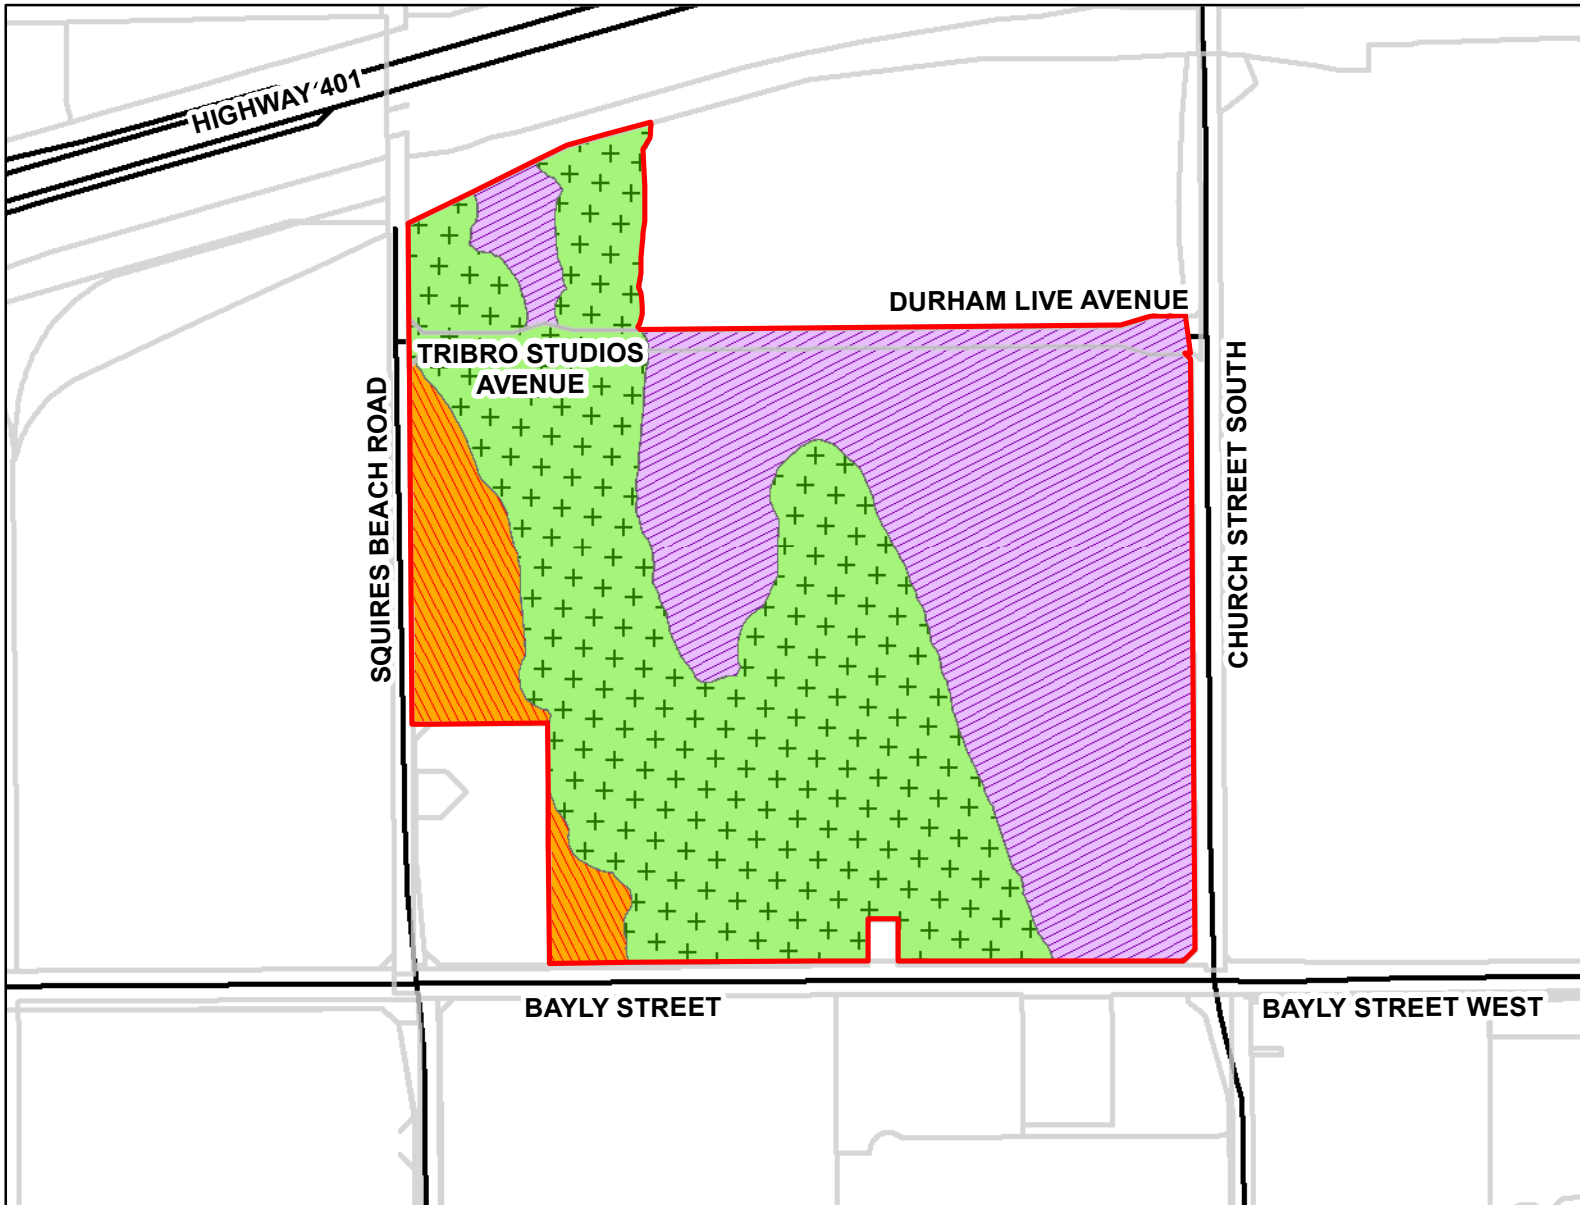 HIGHWAY 401
DURHAM LIVE AVENUE
TRIBRO STUDIOS
AVENUE
SQUIRES BEACH ROAD
CHURCH STREET SOUTH
BAYLY STREET
BAYLY STREET WEST